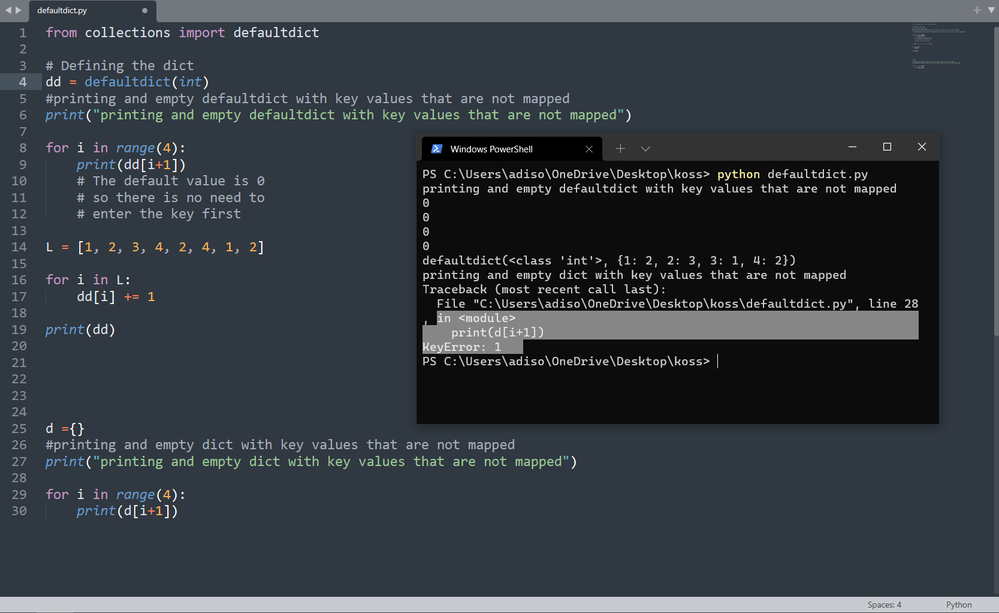 defaultdict.py
1 from collections import defaultdict
2
3 # Defining the dict
4 dd = defaultdict(int)
5 #printing and empty defaultdict with key values that are not mapped
6 print("printing and empty defaultdict with key values that are not mapped")
7
8 for i in range(4):
9     print(dd[i+1])
10     # The default value is 0
11     # so there is no need to
12     # enter the key first
13
14 L = [1, 2, 3, 4, 2, 4, 1, 2]
15
16 for i in L:
17     dd[i] += 1
18
19 print(dd)
20
21
22
23
24
25 d ={}
26 #printing and empty dict with key values that are not mapped
27 print("printing and empty dict with key values that are not mapped")
28
29 for i in range(4):
30     print(d[i+1])
Windows PowerShell
PS C:\Users\adiso\OneDrive\Desktop\koss> python defaultdict.py
printing and empty defaultdict with key values that are not mapped
0
0
0
0
defaultdict(<class 'int'>, {1: 2, 2: 3, 3: 1, 4: 2})
printing and empty dict with key values that are not mapped
Traceback (most recent call last):
  File "C:\Users\adiso\OneDrive\Desktop\koss\defaultdict.py", line 28
, in <module>
    print(d[i+1])
KeyError: 1
PS C:\Users\adiso\OneDrive\Desktop\koss>
Spaces: 4 Python